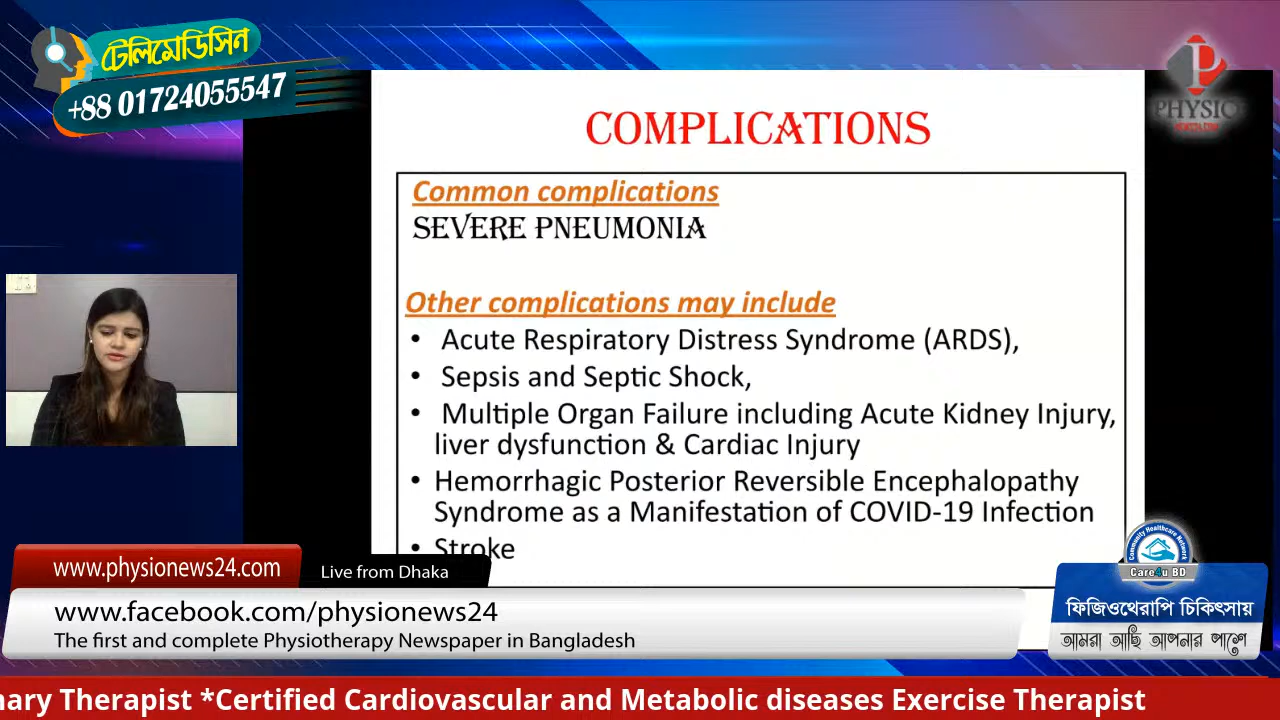 টেলিমেডিসিন
+88 01724055547
PHYSIO
COMPLICATIONS
Common complications
SEVERE PNEUMONIA
Other complications may include
• Acute Respiratory Distress Syndrome (ARDS),
• Sepsis and Septic Shock,
• Multiple Organ Failure including Acute Kidney Injury,
liver dysfunction & Cardiac Injury
• Hemorrhagic Posterior Reversible Encephalopathy
Syndrome as a Manifestation of COVID-19 Infection
• Stroke
www.physionews24.com
Live from Dhaka
www.facebook.com/physionews24
The first and complete Physiotherapy Newspaper in Bangladesh
Community Healthcare Network
Care4u BD
ফিজিওথেরাপি চিকিৎসায়
আমরা আছি আপনার পাশে
nary Therapist *Certified Cardiovascular and Metabolic diseases Exercise Therapist